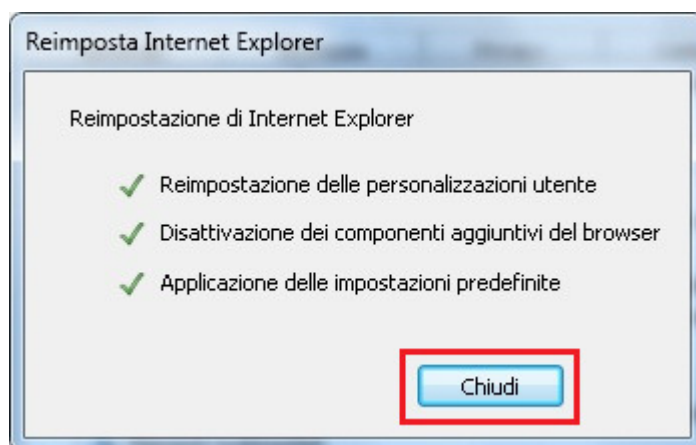 Reimposta Internet Explorer
Reimpostazione di Internet Explorer
Reimpostazione delle personalizzazioni utente
Disattivazione dei componenti aggiuntivi del browser
Applicazione delle impostazioni predefinite
Chiudi